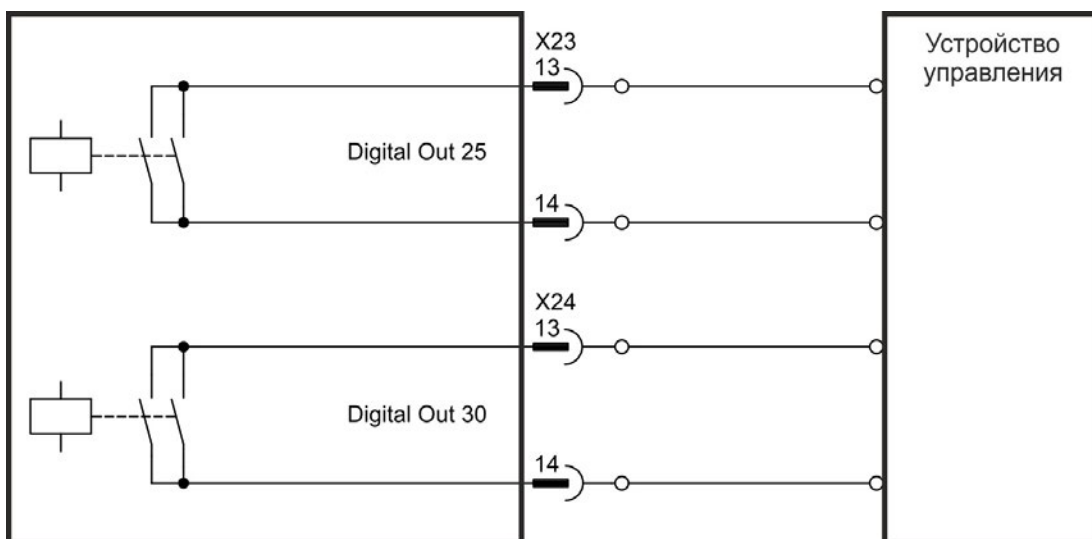 X23
13
Устройство
управления
Digital Out 25
14
X24
13
Digital Out 30
14